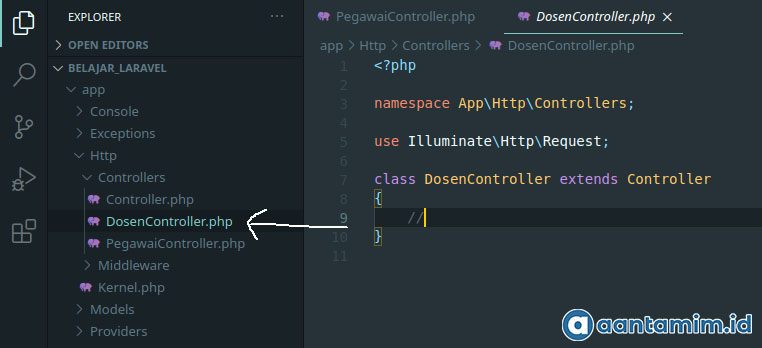 EXPLORER ...
OPEN EDITORS
BELAJAR_LARAVEL
app
Console
Exceptions
Http
Controllers
Controller.php
DosenController.php
PegawaiController.php
Middleware
Kernel.php
Models
Providers
PegawaiController.php DosenController.php ×
app > Http > Controllers > DosenController.php
1 <?php
2
3 namespace App\Http\Controllers;
4
5 use Illuminate\Http\Request;
6
7 class DosenController extends Controller
8 {
9     //
10 }
11
aantamim.id